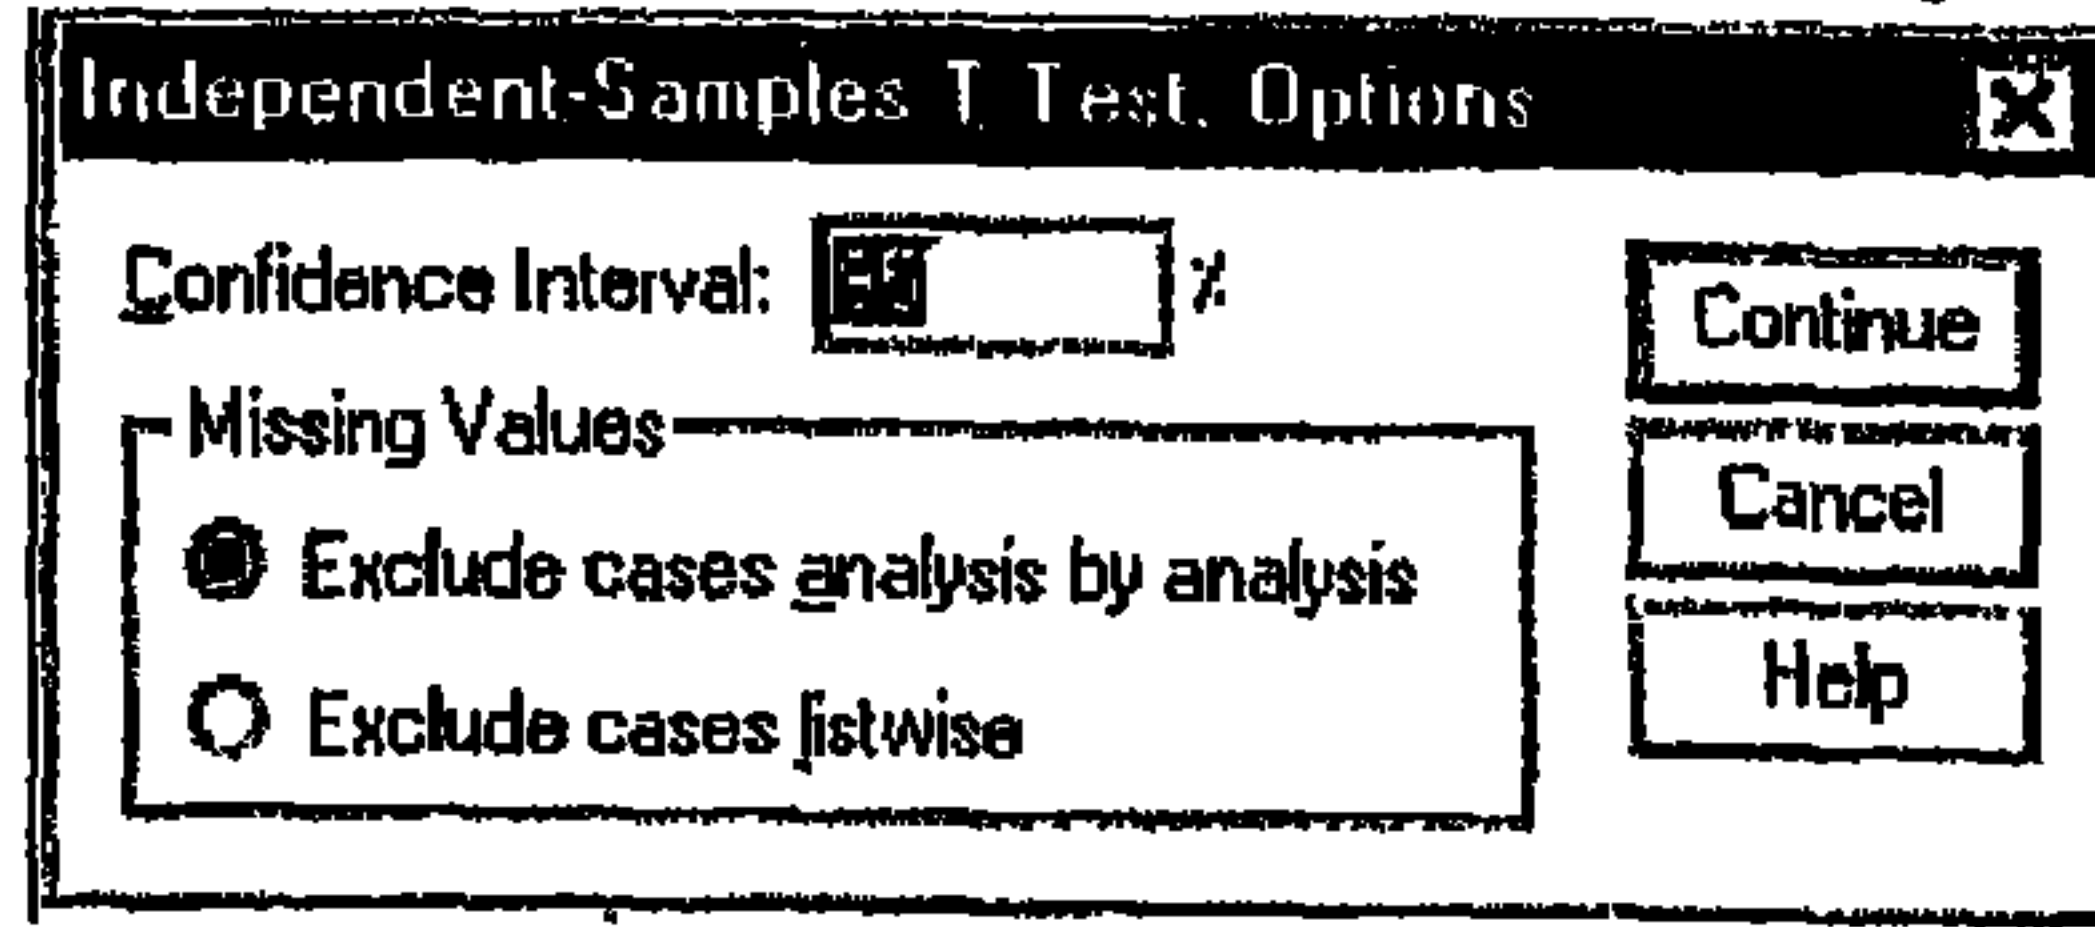 Independent-Samples T Test. Options
Confidence Interval: %
Continue
Missing Values
Cancel
Exclude cases analysis by analysis
Help
Exclude cases listwise